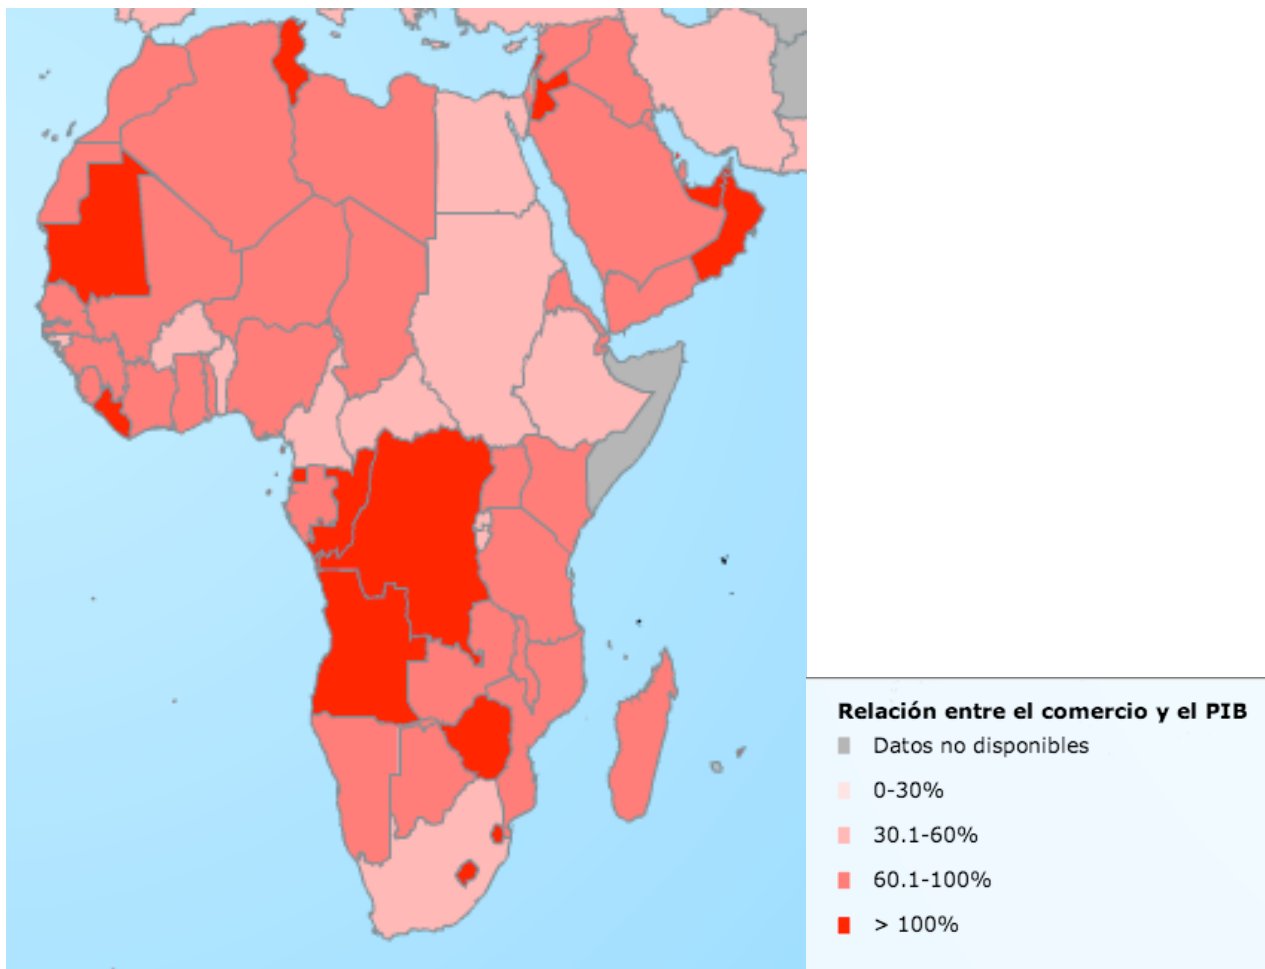 Relación entre el comercio y el PIB
Datos no disponibles
0-30%
30.1-60%
60.1-100%
> 100%